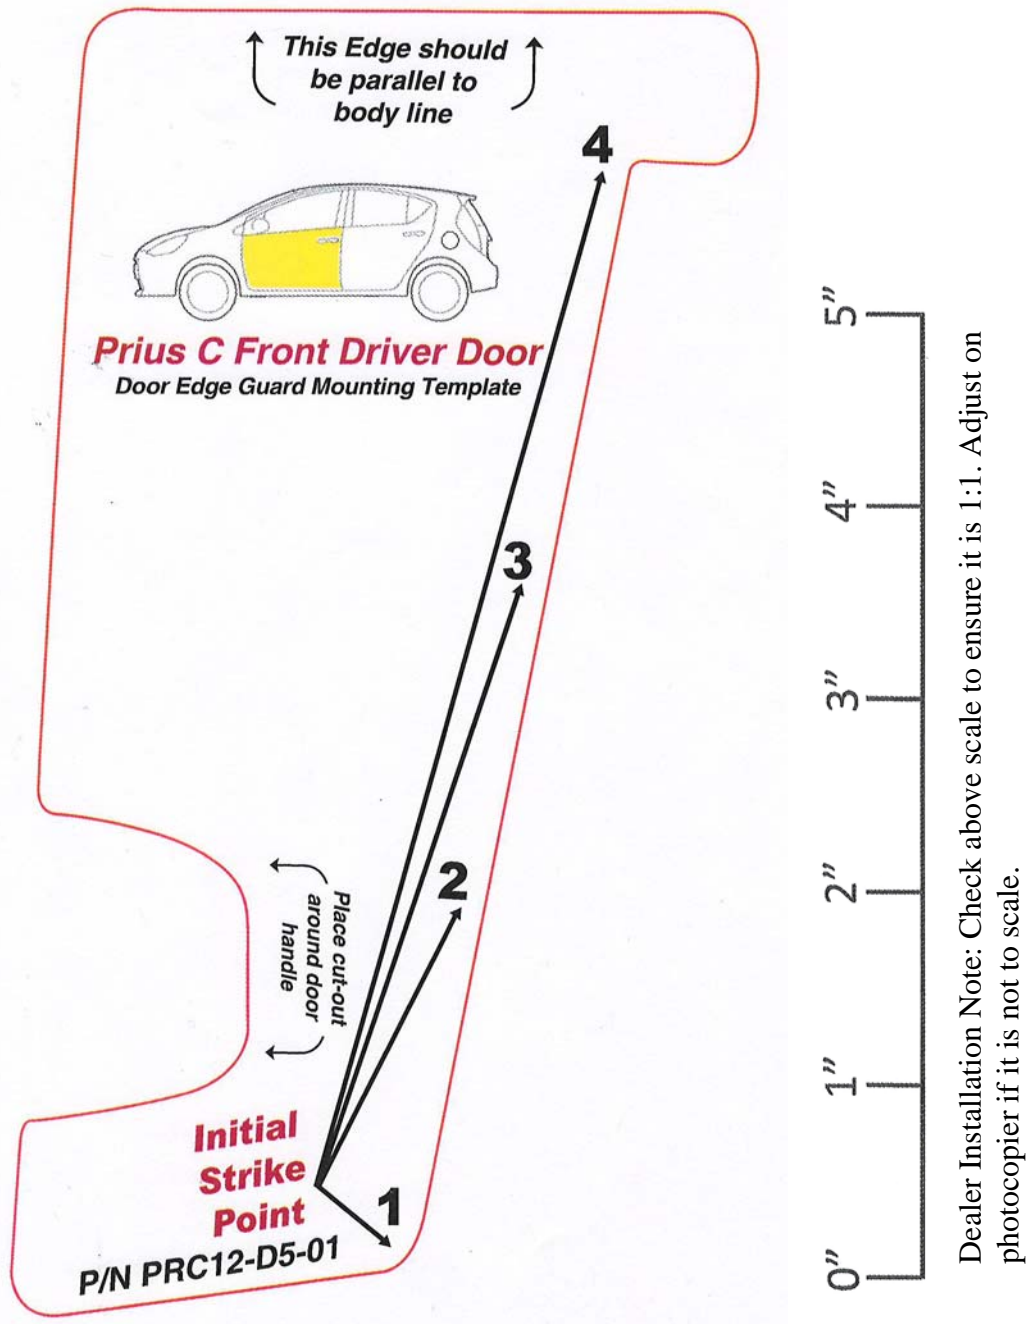 This Edge should
be parallel to
body line
4
Prius C Front Driver Door
Door Edge Guard Mounting Template
3
2
Place cut-out
around door
handle
Initial
Strike
Point
1
P/N PRC12-D5-01
0”
1”
2”
3”
4”
5”
Dealer Installation Note: Check above scale to ensure it is 1:1. Adjust on
photocopier if it is not to scale.